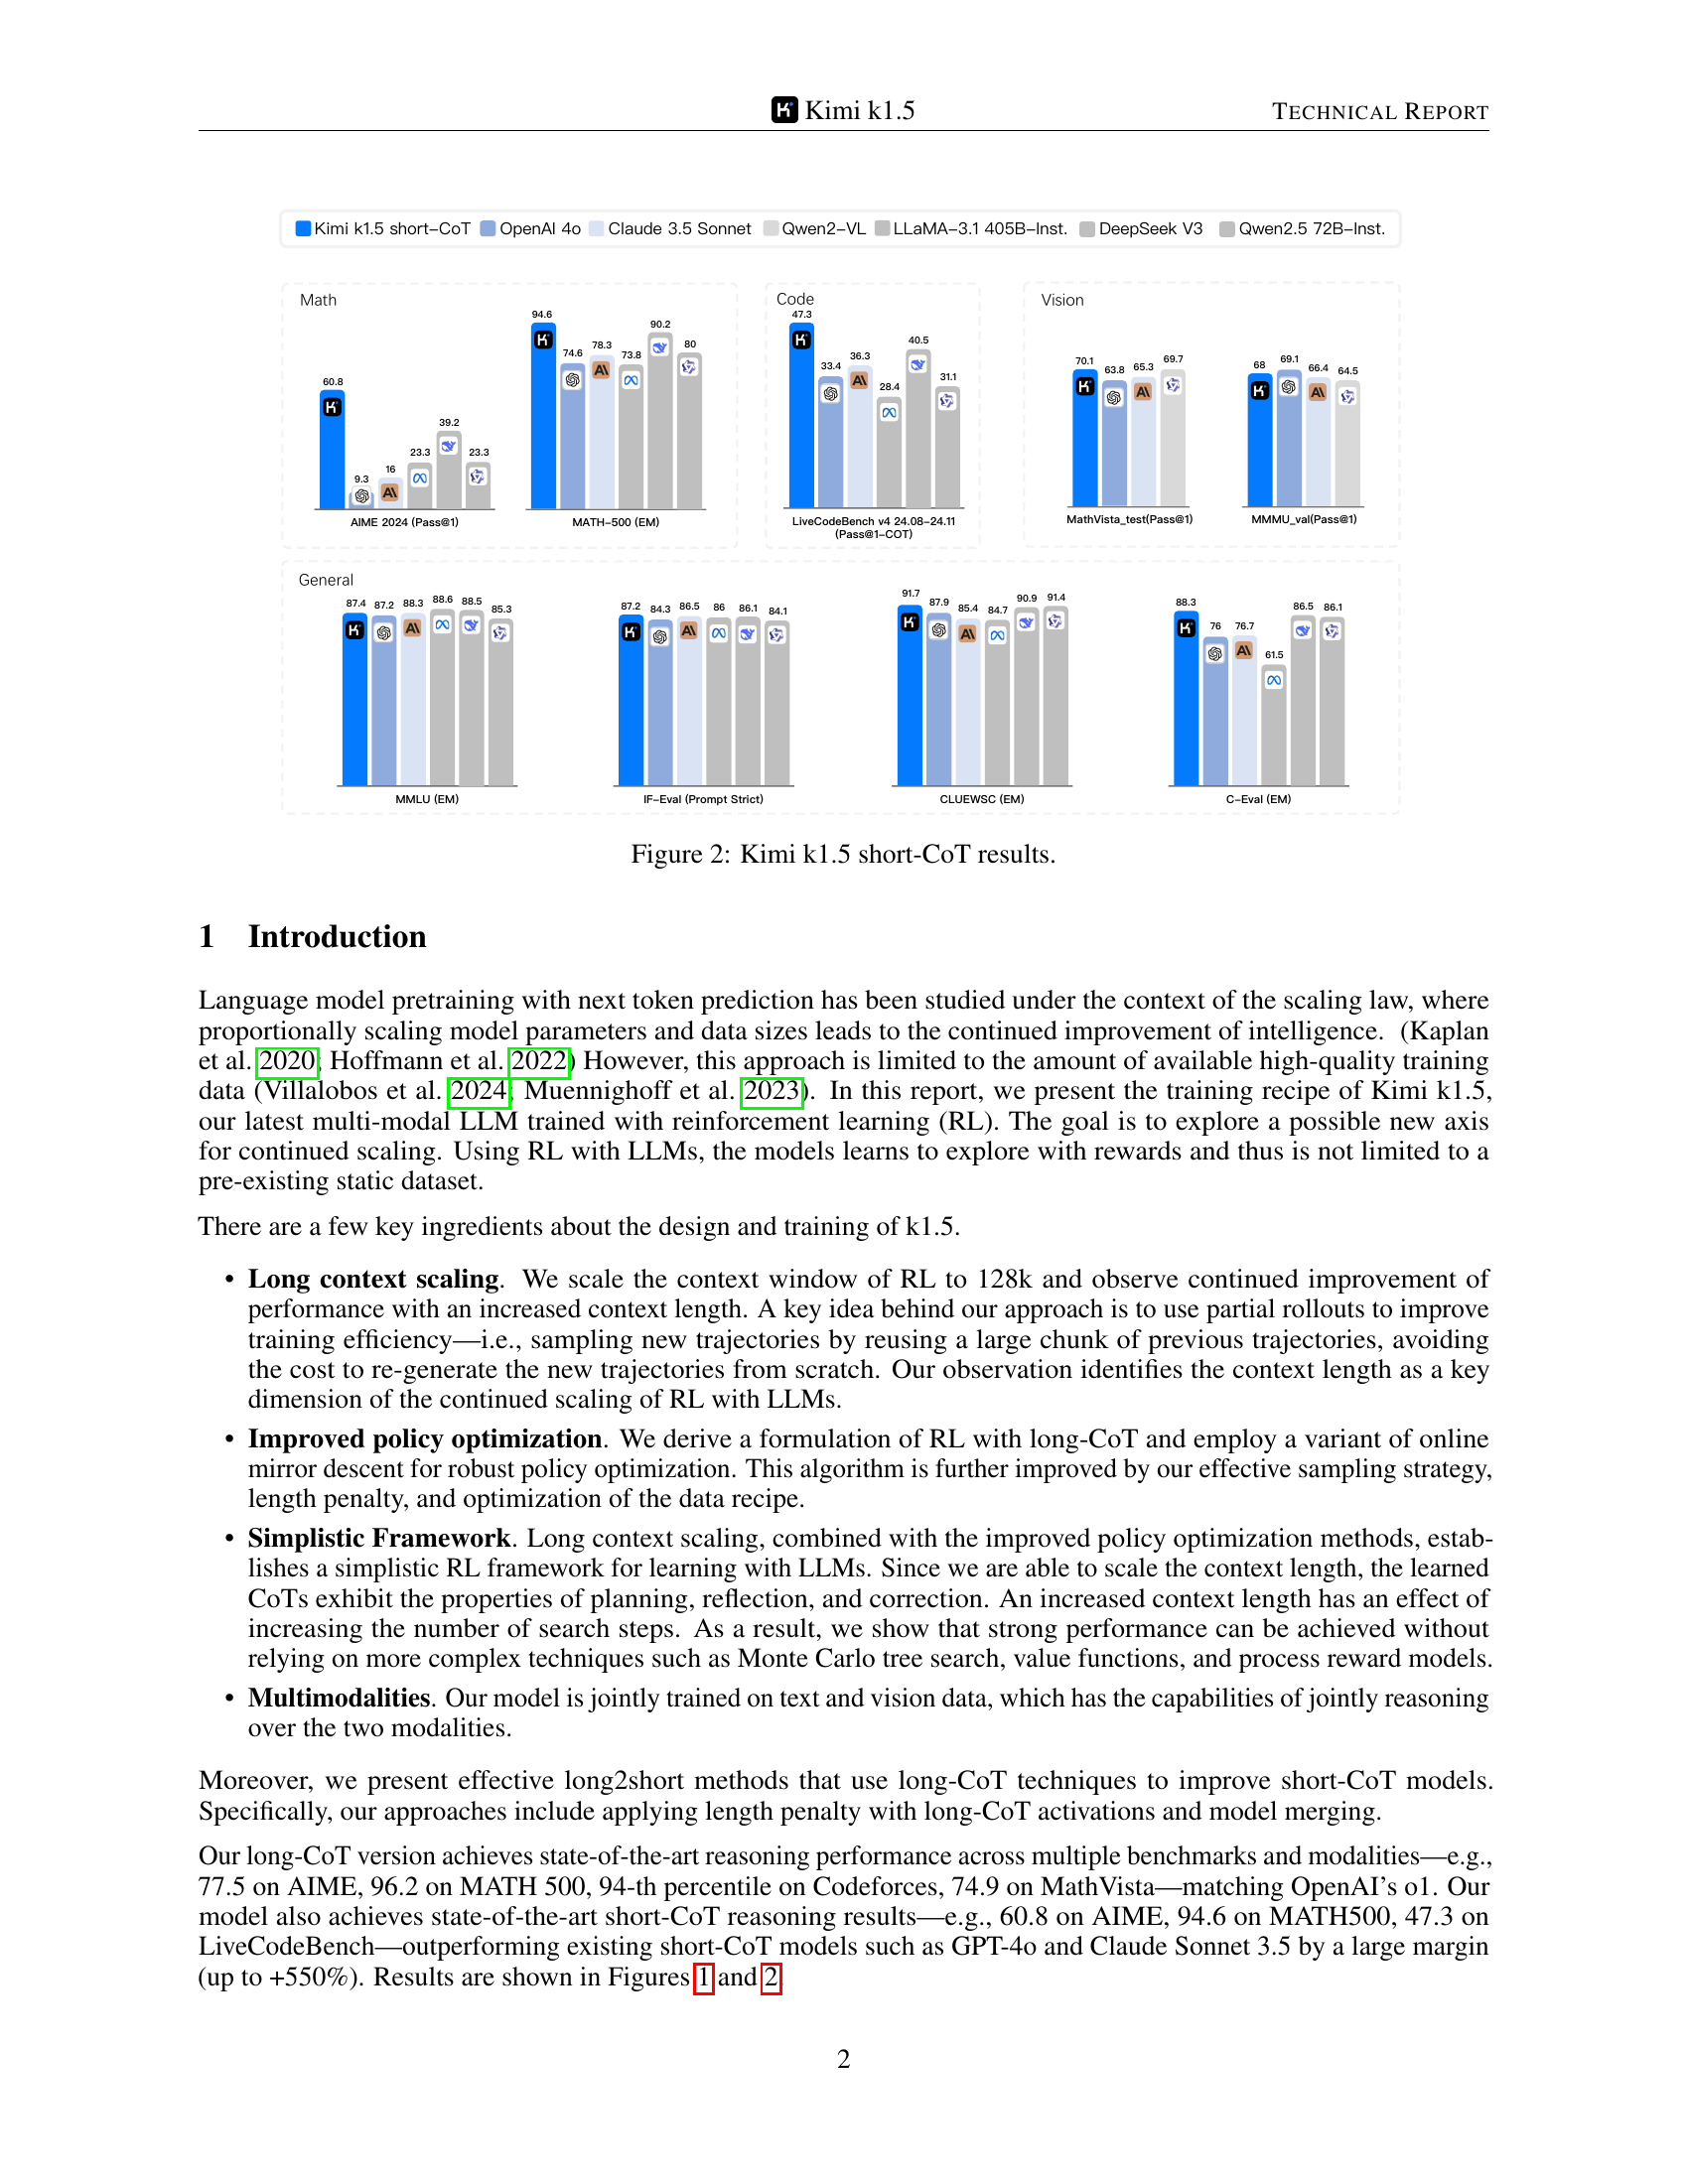 Kimi k1.5
TECHNICAL REPORT
Kimi k1.5 short-CoT OpenAI 4o Claude 3.5 Sonnet Qwen2-VL LLaMA-3.1 405B-Inst. DeepSeek V3 Qwen2.5 72B-Inst.
Math
60.8 9.3 16 23.3 39.2 23.3
AIME 2024 (Pass@1)
94.6 74.6 78.3 73.8 90.2 80
MATH-500 (EM)
Code
47.3 33.4 36.3 28.4 40.5 31.1
LiveCodeBench v4 24.08-24.11
(Pass@1-COT)
Vision
70.1 63.8 65.3 69.7
MathVista_test(Pass@1)
68 69.1 66.4 64.5
MMMU_val(Pass@1)
General
87.4 87.2 88.3 88.6 88.5 85.3
MMLU (EM)
87.2 84.3 86.5 86 86.1 84.1
IF-Eval (Prompt Strict)
91.7 87.9 85.4 84.7 90.9 91.4
CLUEWSC (EM)
88.3 76 76.7 61.5 86.5 86.1
C-Eval (EM)
Figure 2: Kimi k1.5 short-CoT results.
1 Introduction
Language model pretraining with next token prediction has been studied under the context of the scaling law, where
proportionally scaling model parameters and data sizes leads to the continued improvement of intelligence. (Kaplan
et al. 2020; Hoffmann et al. 2022) However, this approach is limited to the amount of available high-quality training
data (Villalobos et al. 2024; Muennighoff et al. 2023). In this report, we present the training recipe of Kimi k1.5,
our latest multi-modal LLM trained with reinforcement learning (RL). The goal is to explore a possible new axis
for continued scaling. Using RL with LLMs, the models learns to explore with rewards and thus is not limited to a
pre-existing static dataset.
There are a few key ingredients about the design and training of k1.5.
• Long context scaling. We scale the context window of RL to 128k and observe continued improvement of
performance with an increased context length. A key idea behind our approach is to use partial rollouts to improve
training efficiency—i.e., sampling new trajectories by reusing a large chunk of previous trajectories, avoiding
the cost to re-generate the new trajectories from scratch. Our observation identifies the context length as a key
dimension of the continued scaling of RL with LLMs.
• Improved policy optimization. We derive a formulation of RL with long-CoT and employ a variant of online
mirror descent for robust policy optimization. This algorithm is further improved by our effective sampling strategy,
length penalty, and optimization of the data recipe.
• Simplistic Framework. Long context scaling, combined with the improved policy optimization methods, estab-
lishes a simplistic RL framework for learning with LLMs. Since we are able to scale the context length, the learned
CoTs exhibit the properties of planning, reflection, and correction. An increased context length has an effect of
increasing the number of search steps. As a result, we show that strong performance can be achieved without
relying on more complex techniques such as Monte Carlo tree search, value functions, and process reward models.
• Multimodalities. Our model is jointly trained on text and vision data, which has the capabilities of jointly reasoning
over the two modalities.
Moreover, we present effective long2short methods that use long-CoT techniques to improve short-CoT models.
Specifically, our approaches include applying length penalty with long-CoT activations and model merging.
Our long-CoT version achieves state-of-the-art reasoning performance across multiple benchmarks and modalities—e.g.,
77.5 on AIME, 96.2 on MATH 500, 94-th percentile on Codeforces, 74.9 on MathVista—matching OpenAI's o1. Our
model also achieves state-of-the-art short-CoT reasoning results—e.g., 60.8 on AIME, 94.6 on MATH500, 47.3 on
LiveCodeBench—outperforming existing short-CoT models such as GPT-4o and Claude Sonnet 3.5 by a large margin
(up to +550%). Results are shown in Figures 1 and 2
2